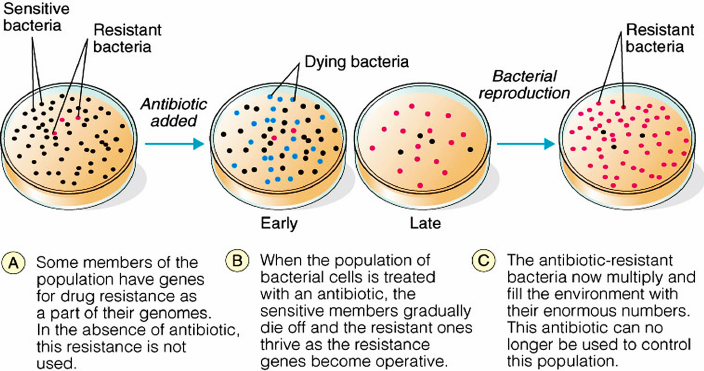 Sensitive
bacteria
Resistant
bacteria
Antibiotic
added
Dying bacteria
Early
Late
Bacterial
reproduction
Resistant
bacteria
A
Some members of the
population have genes
for drug resistance as
a part of their genomes.
In the absence of antibiotic,
this resistance is not
used.
B
When the population of
bacterial cells is treated
with an antibiotic, the
sensitive members gradually
die off and the resistant ones
thrive as the resistance
genes become operative.
C
The antibiotic-resistant
bacteria now multiply and
fill the environment with
their enormous numbers.
This antibiotic can no
longer be used to control
this population.